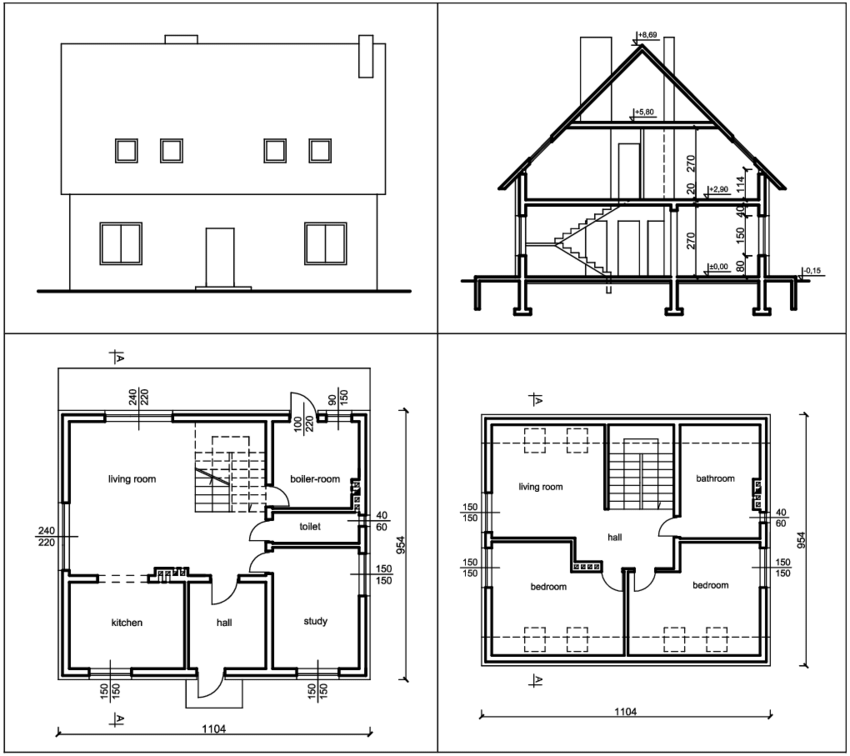 +8,69
+5,80
270
20
114
+2,90
40
270
150
80
±0,00
-0,15
A
240
220
90
150
100
220
living room
boiler-room
toilet
40
60
240
220
954
150
150
kitchen
hall
study
150
150
150
150
A
1104
A
living room
bathroom
150
150
40
60
hall
954
150
150
150
150
bedroom
bedroom
A
1104